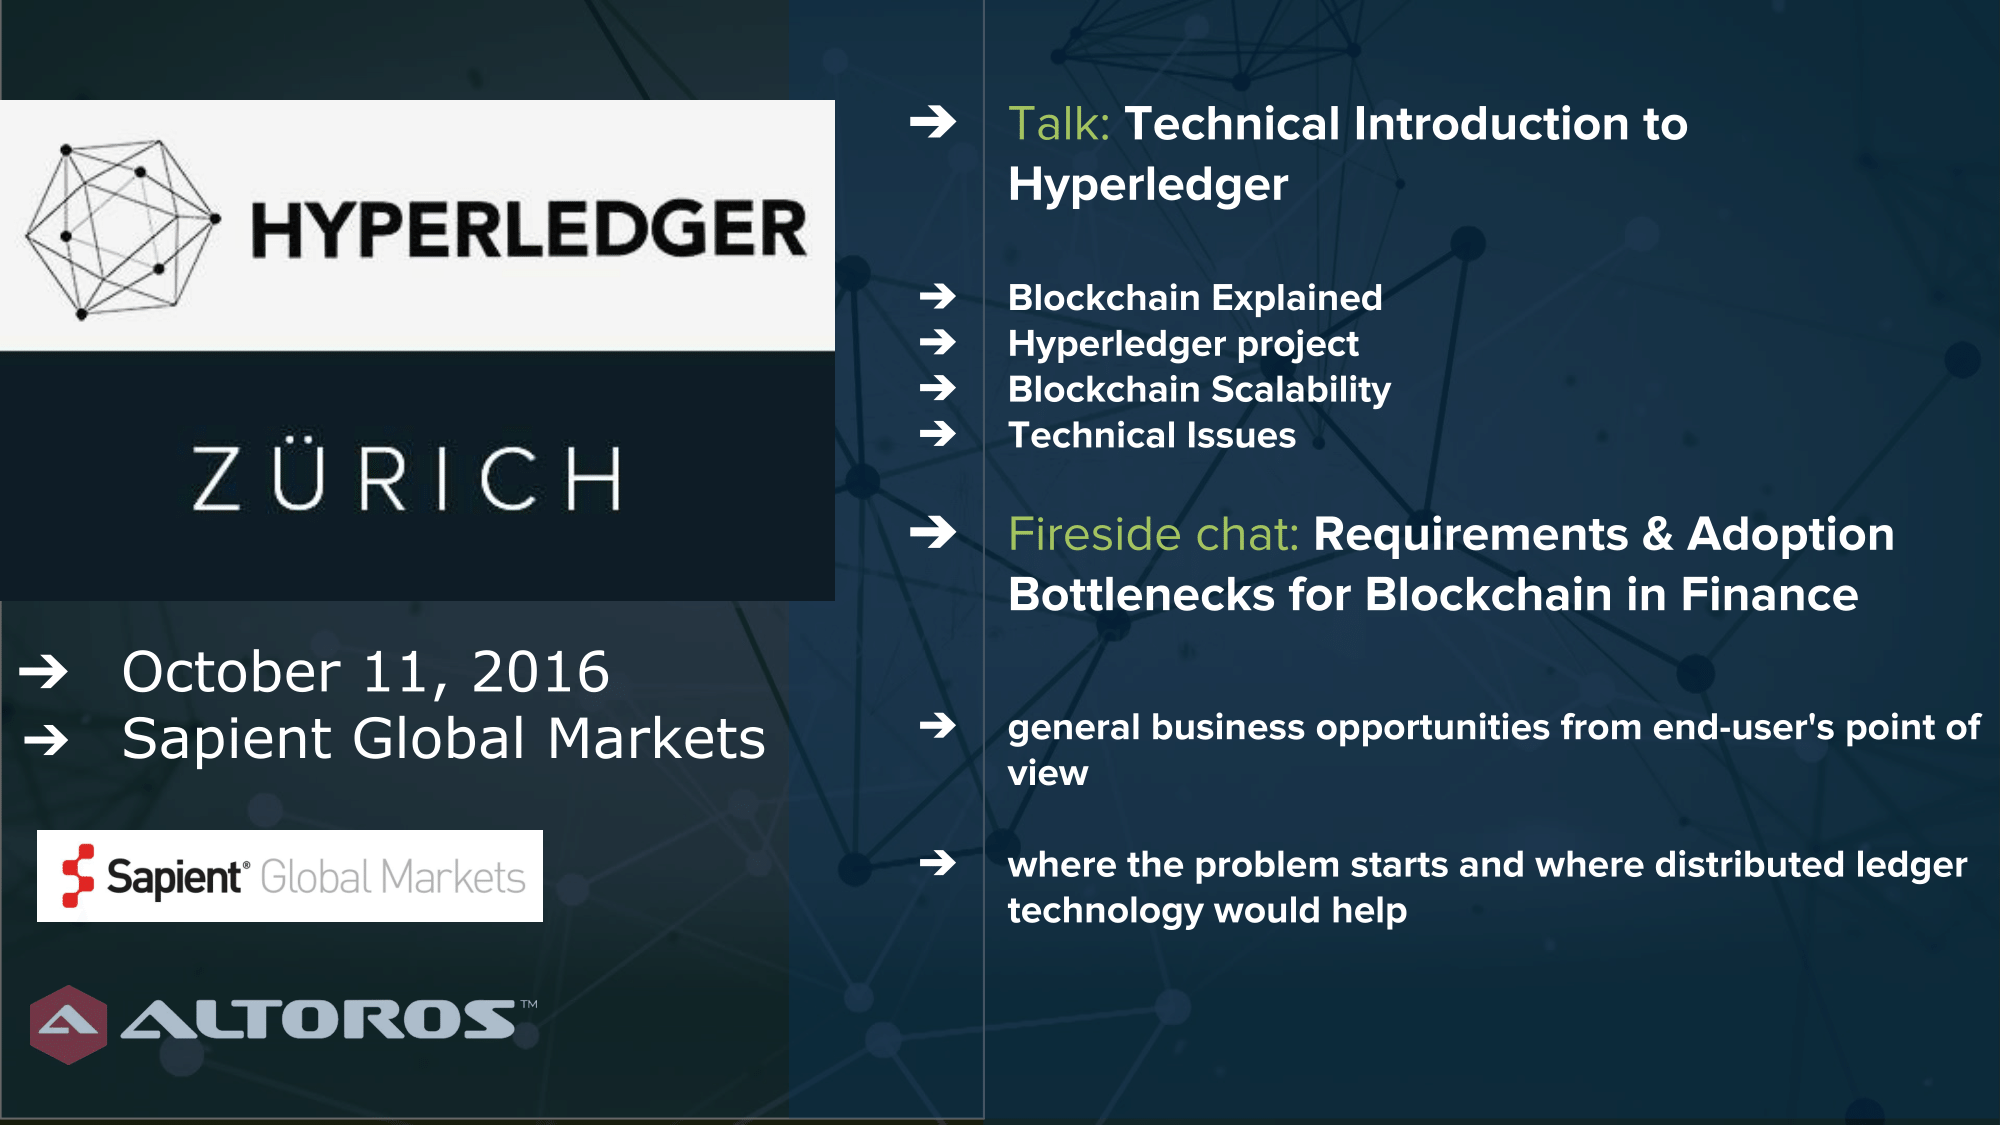 HYPERLEDGER
ZÜRICH
➔ October 11, 2016
➔ Sapient Global Markets
Sapient® Global Markets
ALTOROS™
➔ Talk: Technical Introduction to
Hyperledger
➔ Blockchain Explained
➔ Hyperledger project
➔ Blockchain Scalability
➔ Technical Issues
➔ Fireside chat: Requirements & Adoption
Bottlenecks for Blockchain in Finance
➔ general business opportunities from end-user's point of
view
➔ where the problem starts and where distributed ledger
technology would help